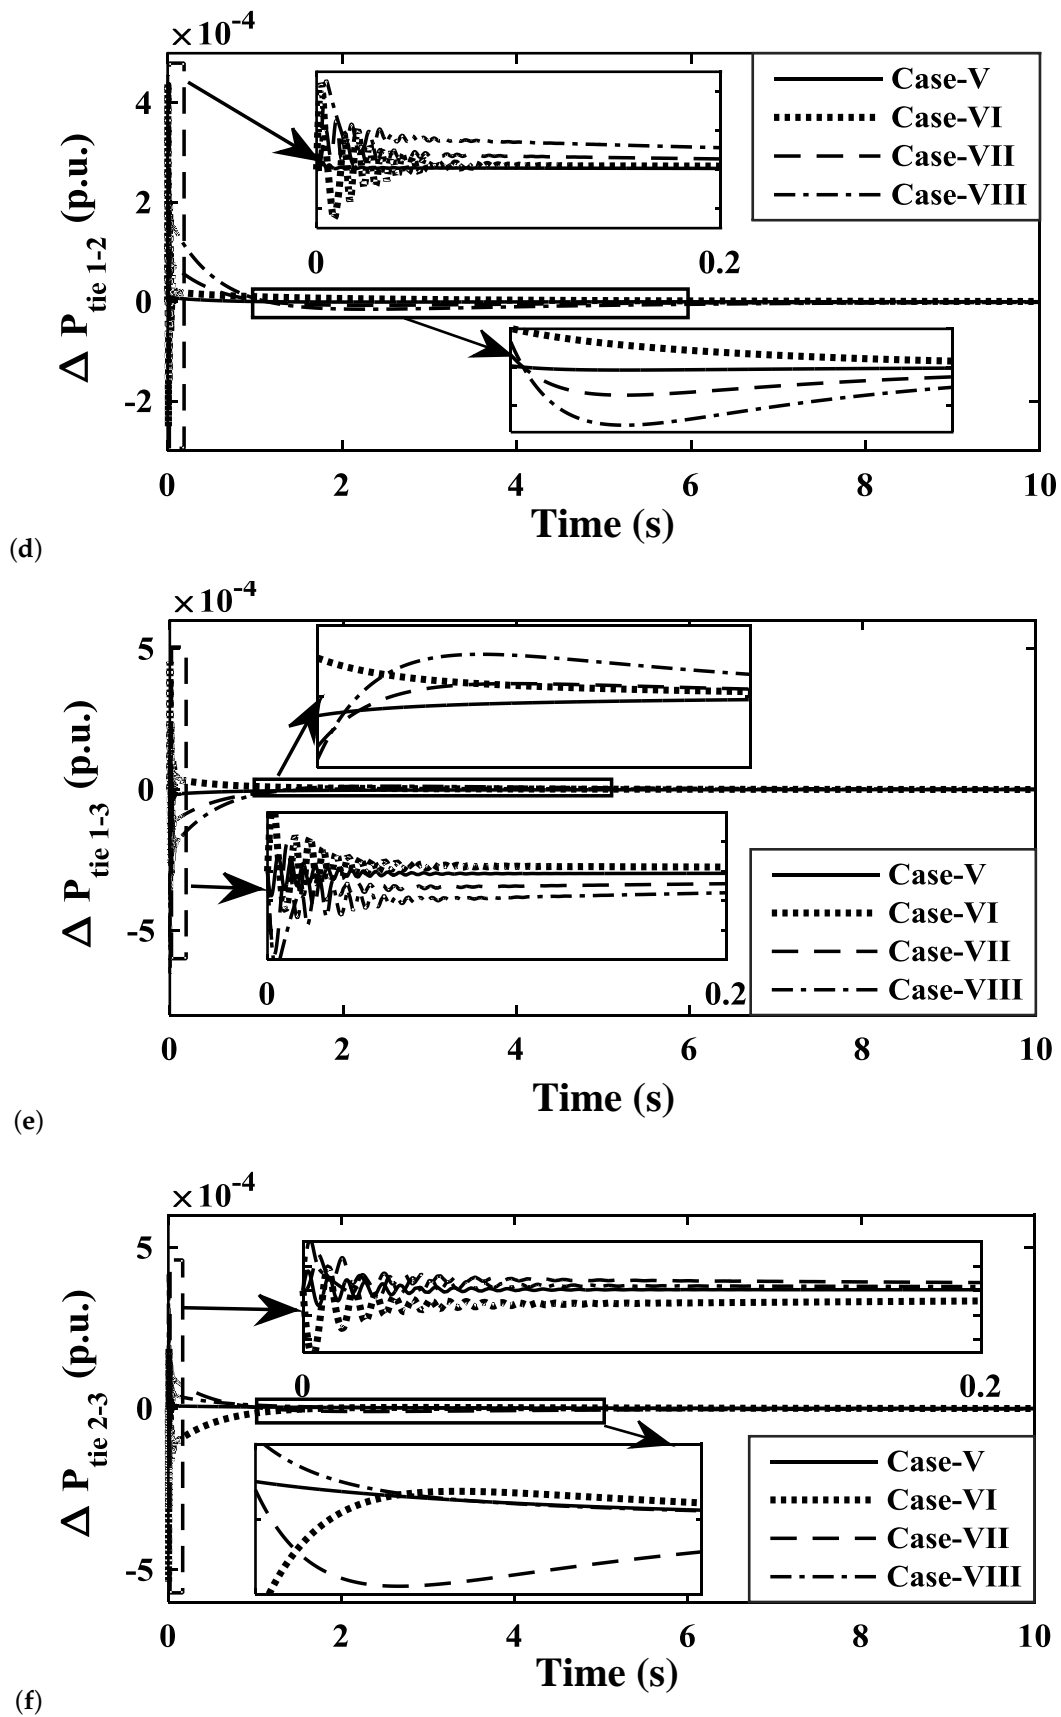 ×10-4
Δ P tie 1-2 (p.u.)
4
2
0
-2
Case-V
Case-VI
Case-VII
Case-VIII
0 0.2
0 2 4 6 8 10
Time (s)
(d)
×10-4
Δ P tie 1-3 (p.u.)
5
0
-5
0 0.2
Case-V
Case-VI
Case-VII
Case-VIII
0 2 4 6 8 10
Time (s)
(e)
×10-4
Δ P tie 2-3 (p.u.)
5
0
-5
0 0.2
Case-V
Case-VI
Case-VII
Case-VIII
0 2 4 6 8 10
Time (s)
(f)